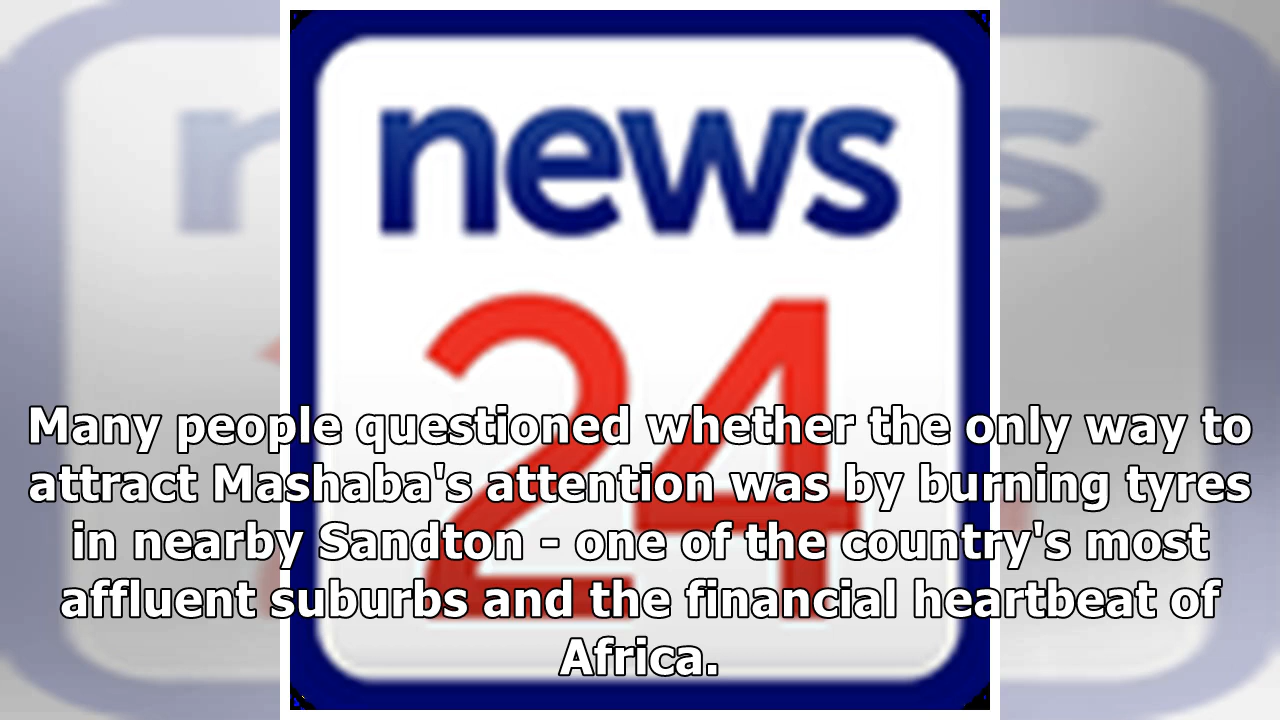 news
24
Many people questioned whether the only way to
attract Mashaba's attention was by burning tyres
in nearby Sandton - one of the country's most
affluent suburbs and the financial heartbeat of
Africa.